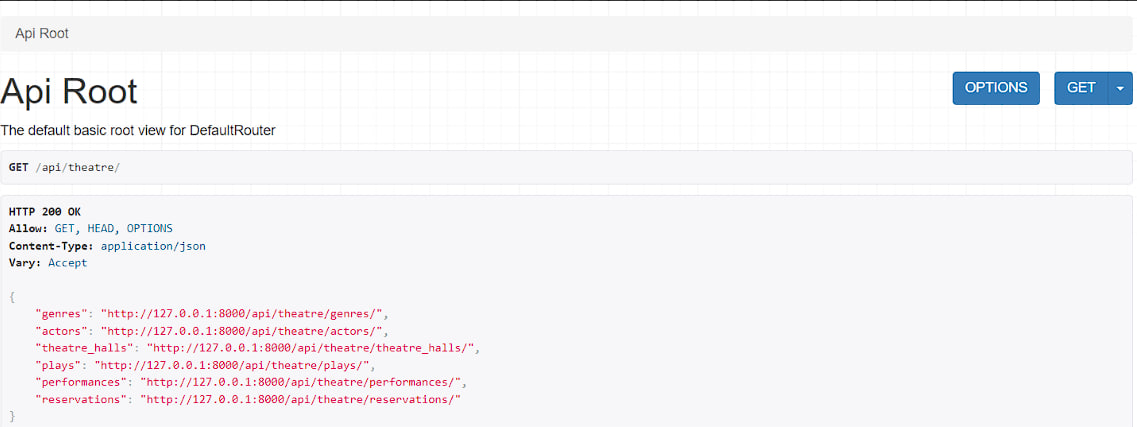 Api Root
Api Root
OPTIONS
GET
The default basic root view for DefaultRouter
GET /api/theatre/
HTTP 200 OK
Allow: GET, HEAD, OPTIONS
Content-Type: application/json
Vary: Accept
{
    "genres": "http://127.0.0.1:8000/api/theatre/genres/",
    "actors": "http://127.0.0.1:8000/api/theatre/actors/",
    "theatre_halls": "http://127.0.0.1:8000/api/theatre/theatre_halls/",
    "plays": "http://127.0.0.1:8000/api/theatre/plays/",
    "performances": "http://127.0.0.1:8000/api/theatre/performances/",
    "reservations": "http://127.0.0.1:8000/api/theatre/reservations/"
}